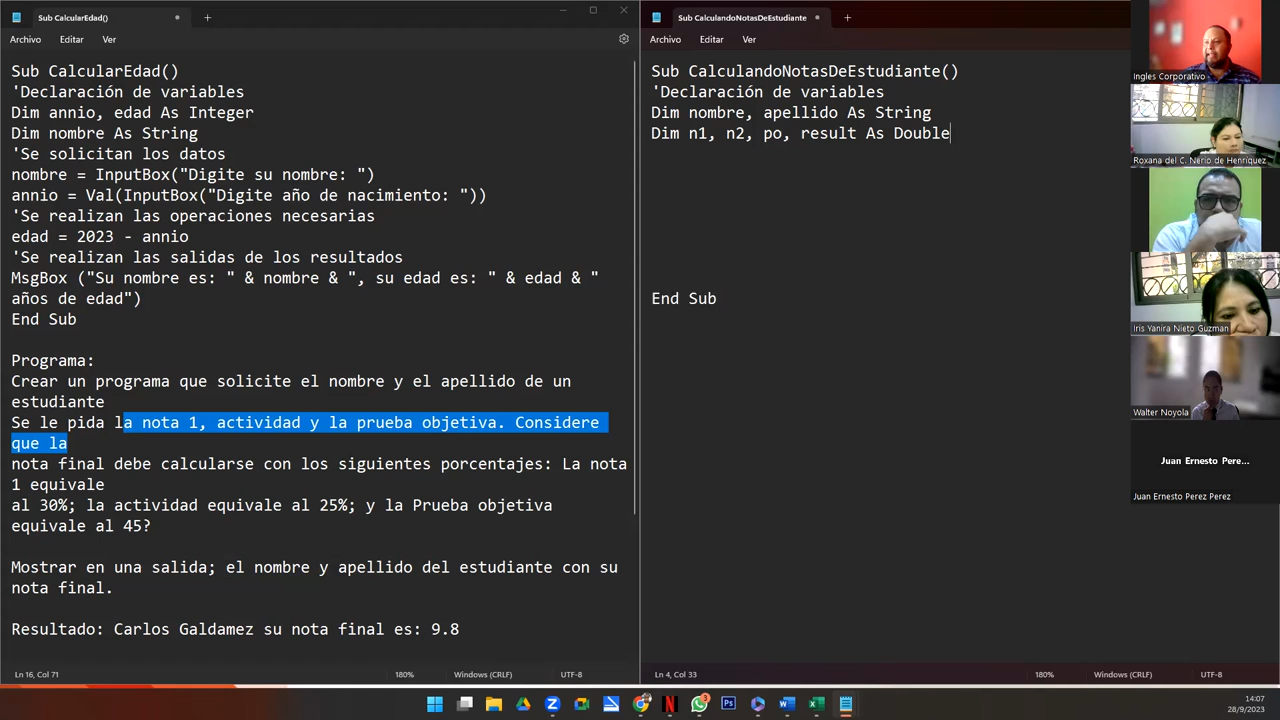 Sub CalcularEdad()
Archivo Editar Ver
Sub CalcularEdad()
'Declaración de variables
Dim annio, edad As Integer
Dim nombre As String
'Se solicitan los datos
nombre = InputBox("Digite su nombre: ")
annio = Val(InputBox("Digite año de nacimiento: "))
'Se realizan las operaciones necesarias
edad = 2023 - annio
'Se realizan las salidas de los resultados
MsgBox ("Su nombre es: " & nombre & ", su edad es: " & edad & "
años de edad")
End Sub
Programa:
Crear un programa que solicite el nombre y el apellido de un
estudiante
Se le pida la nota 1, actividad y la prueba objetiva. Considere
que la
nota final debe calcularse con los siguientes porcentajes: La nota
1 equivale
al 30%; la actividad equivale al 25%; y la Prueba objetiva
equivale al 45?
Mostrar en una salida; el nombre y apellido del estudiante con su
nota final.
Resultado: Carlos Galdamez su nota final es: 9.8
Ln 16, Col 71 180% Windows (CRLF) UTF-8
Sub CalculandoNotasDeEstudiante
Archivo Editar Ver
Sub CalculandoNotasDeEstudiante()
'Declaración de variables
Dim nombre, apellido As String
Dim n1, n2, po, result As Double
End Sub
Ln 4, Col 33 180% Windows (CRLF) UTF-8
Ingles Corporativo
Roxana del C. Nerio de Henríquez
Iris Yanira Nieto Guzman
Walter Noyola
Juan Ernesto Pere...
Juan Ernesto Perez Perez
3
Ps
14:07
28/9/2023